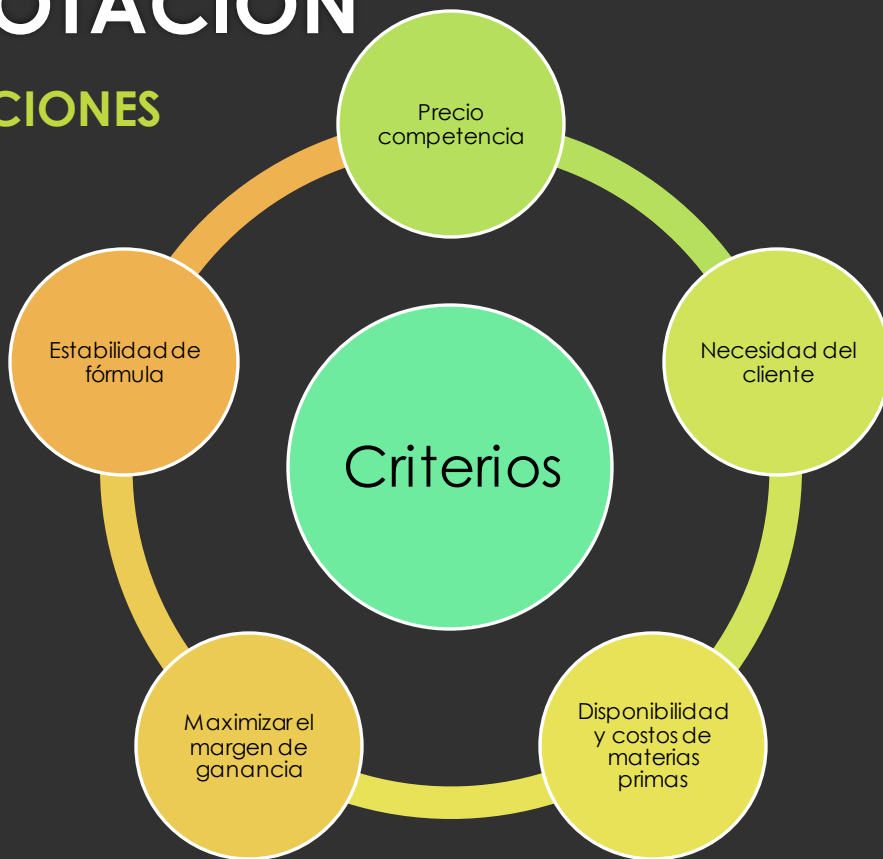 OTACIÓN
CIONES
Precio
competencia
Necesidad del
cliente
Disponibilidad
y costos de
materias
primas
Maximizar el
margen de
ganancia
Estabilidad de
fórmula
Criterios